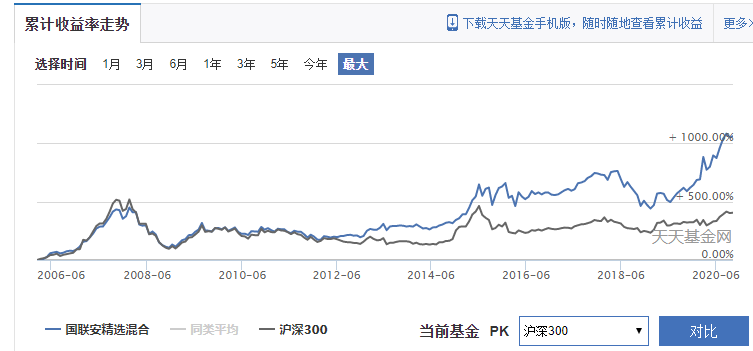 累计收益率走势
下载天天基金手机版，随时随地查看累计收益
更多>
选择时间 1月 3月 6月 1年 3年 5年 今年 最大
+ 1000.00%
+ 500.00%
天天基金网
0.00%
2006-06 2008-06 2010-06 2012-06 2014-06 2016-06 2018-06 2020-06
国联安精选混合 同类平均 沪深300 当前基金 PK 沪深300 对比